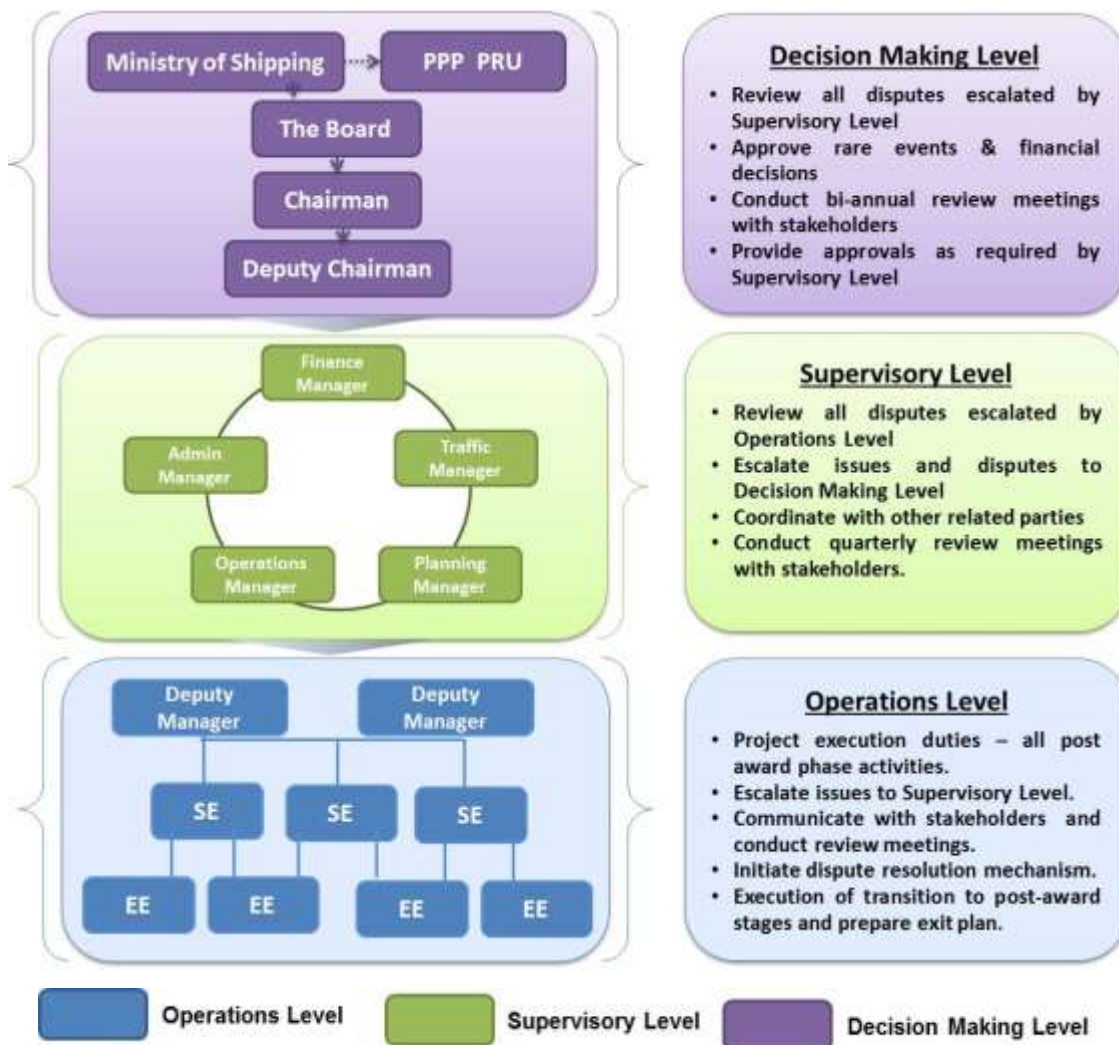 Ministry of Shipping
PPP PRU
The Board
Chairman
Deputy Chairman
Decision Making Level
• Review all disputes escalated by
Supervisory Level
• Approve rare events & financial
decisions
• Conduct bi-annual review meetings
with stakeholders
• Provide approvals as required by
Supervisory Level
Finance
Manager
Admin
Manager
Traffic
Manager
Operations
Manager
Planning
Manager
Supervisory Level
• Review all disputes escalated by
Operations Level
• Escalate issues and disputes to
Decision Making Level
• Coordinate with other related parties
• Conduct quarterly review meetings
with stakeholders.
Deputy
Manager
Deputy
Manager
SE
SE
SE
EE
EE
EE
EE
Operations Level
• Project execution duties – all post
award phase activities.
• Escalate issues to Supervisory Level.
• Communicate with stakeholders and
conduct review meetings.
• Initiate dispute resolution mechanism.
• Execution of transition to post-award
stages and prepare exit plan.
Operations Level
Supervisory Level
Decision Making Level